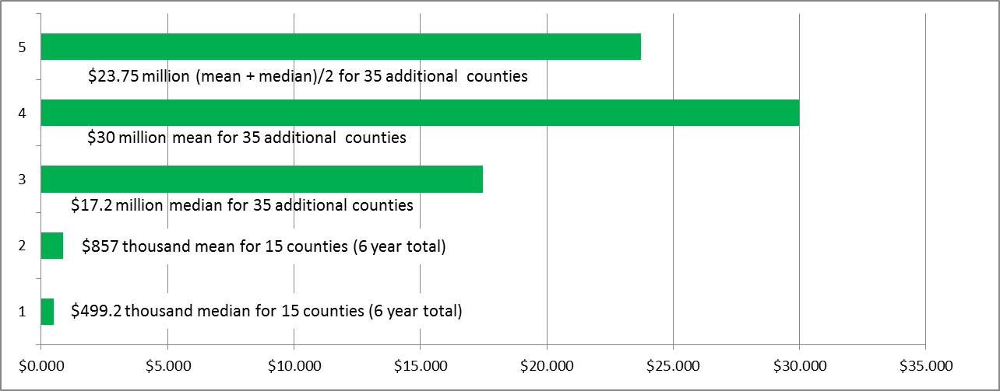 5
$23.75 million (mean + median)/2 for 35 additional counties
4
$30 million mean for 35 additional counties
3
$17.2 million median for 35 additional counties
2
$857 thousand mean for 15 counties (6 year total)
1
$499.2 thousand median for 15 counties (6 year total)
$0.000 $5.000 $10.000 $15.000 $20.000 $25.000 $30.000 $35.000